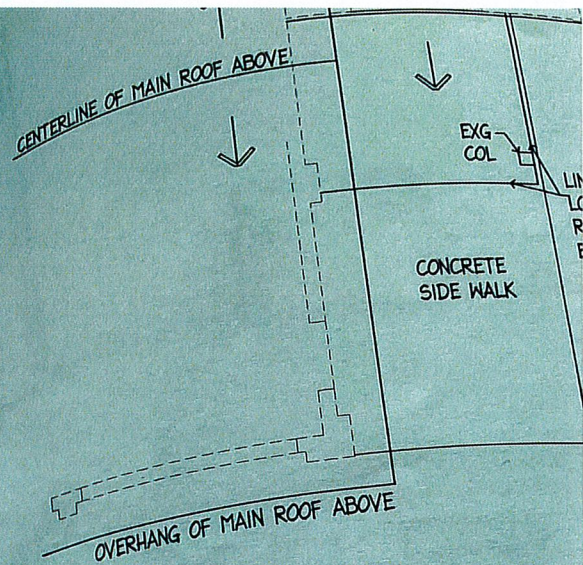 CENTERLINE OF MAIN ROOF ABOVE
EXG
COL
CONCRETE
SIDE WALK
OVERHANG OF MAIN ROOF ABOVE